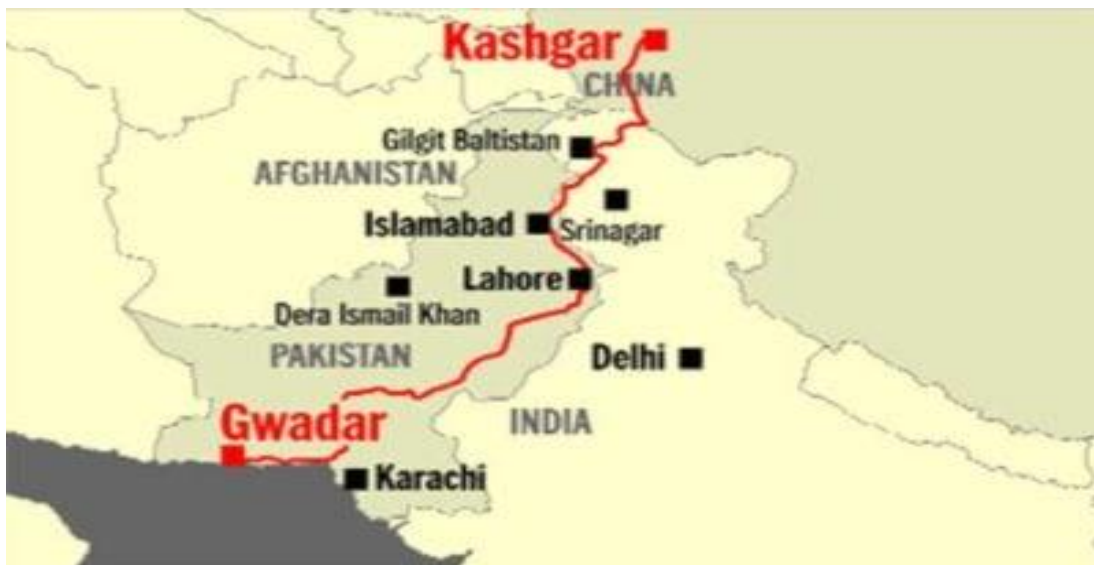 Kashgar
CHINA
Gilgit Baltistan
AFGHANISTAN
Islamabad
Srinagar
Lahore
Dera Ismail Khan
PAKISTAN
Delhi
Gwadar
INDIA
Karachi